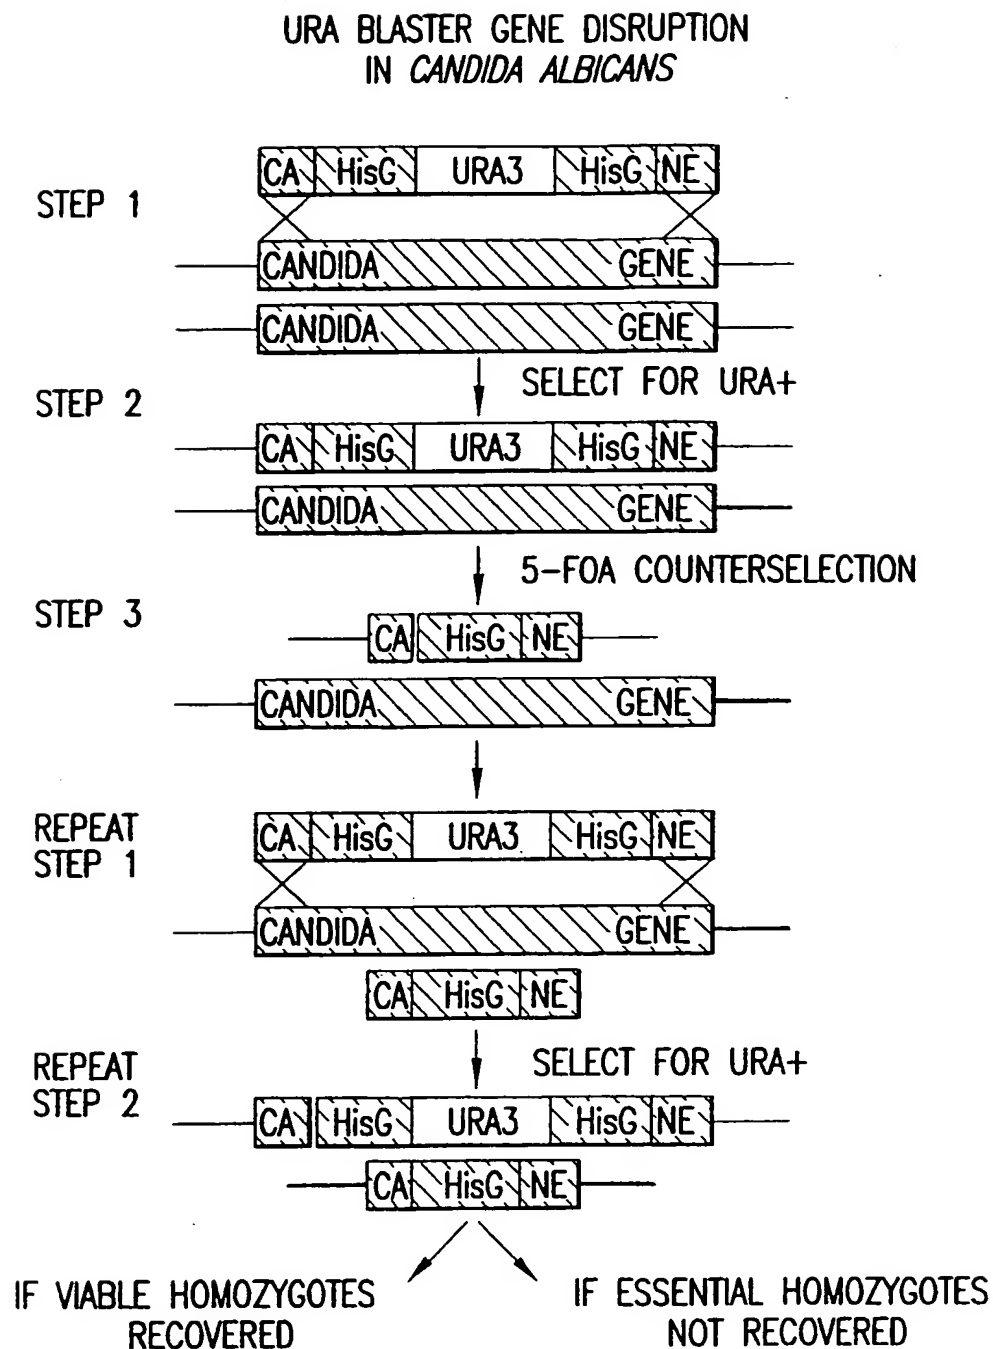 URA BLASTER GENE DISRUPTION
IN CANDIDA ALBICANS
CA HisG URA3 HisG NE
STEP 1
CANDIDA GENE
CANDIDA GENE
SELECT FOR URA+
STEP 2
CA HisG URA3 HisG NE
CANDIDA GENE
5-FOA COUNTERSELECTION
STEP 3
CA HisG NE
CANDIDA GENE
REPEAT
STEP 1
CA HisG URA3 HisG NE
CANDIDA GENE
CA HisG NE
REPEAT
STEP 2
SELECT FOR URA+
CA HisG URA3 HisG NE
CA HisG NE
IF VIABLE HOMOZYGOTES
RECOVERED
IF ESSENTIAL HOMOZYGOTES
NOT RECOVERED